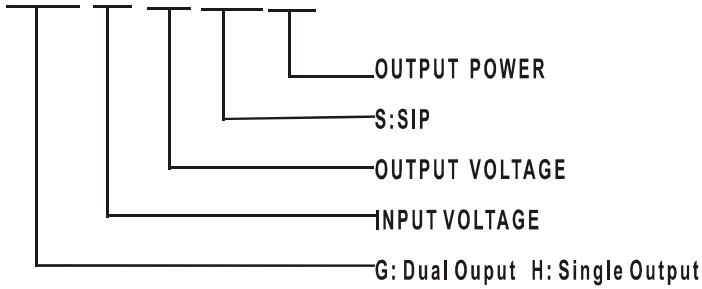 OUTPUT POWER
S:SIP
OUTPUT VOLTAGE
INPUT VOLTAGE
G: Dual Ouput H: Single Output